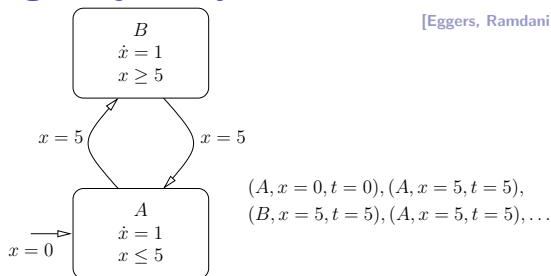 [Eggers, Ramdani
B
ẋ = 1
x ≥ 5
x = 5
x = 5
(A, x = 0, t = 0), (A, x = 5, t = 5),
(B, x = 5, t = 5), (A, x = 5, t = 5), …
A
ẋ = 1
x ≤ 5
x = 0